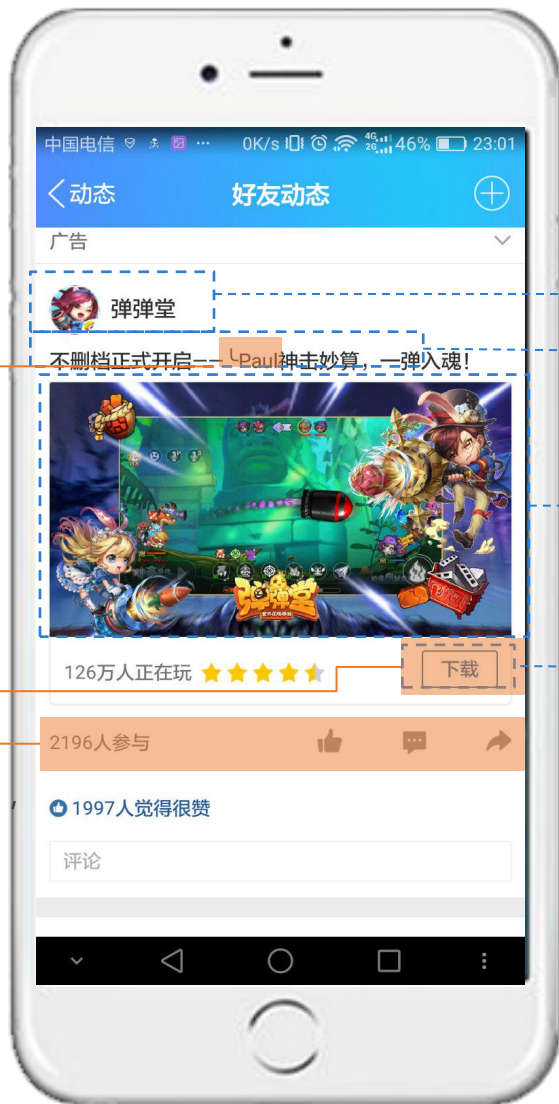 中国电信 ... 0K/s 4G 2G 46% 23:01
动态 好友动态
广告
弹弹堂
不删档正式开启——╰Paul神击妙算，一弹入魂！
弹弹堂
126万人正在玩 下载
2196人参与
1997人觉得很赞
评论
,